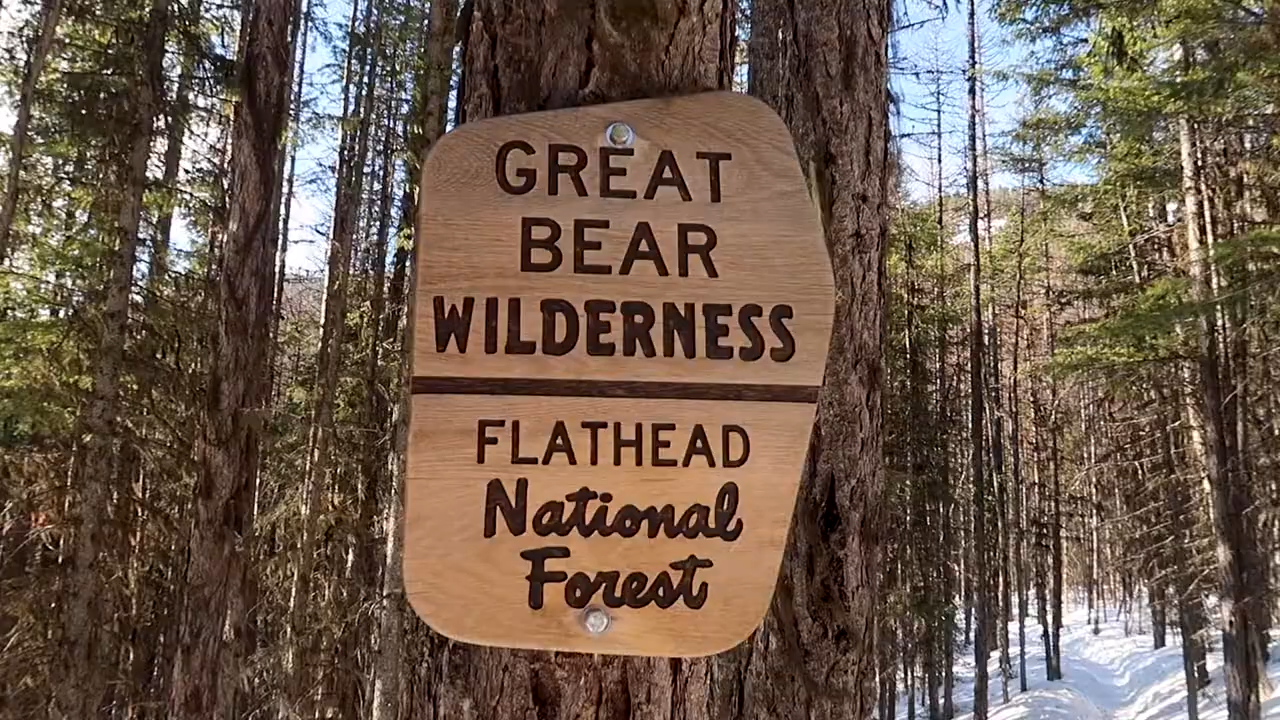 GREAT
BEAR
WILDERNESS
FLATHEAD
National
Forest